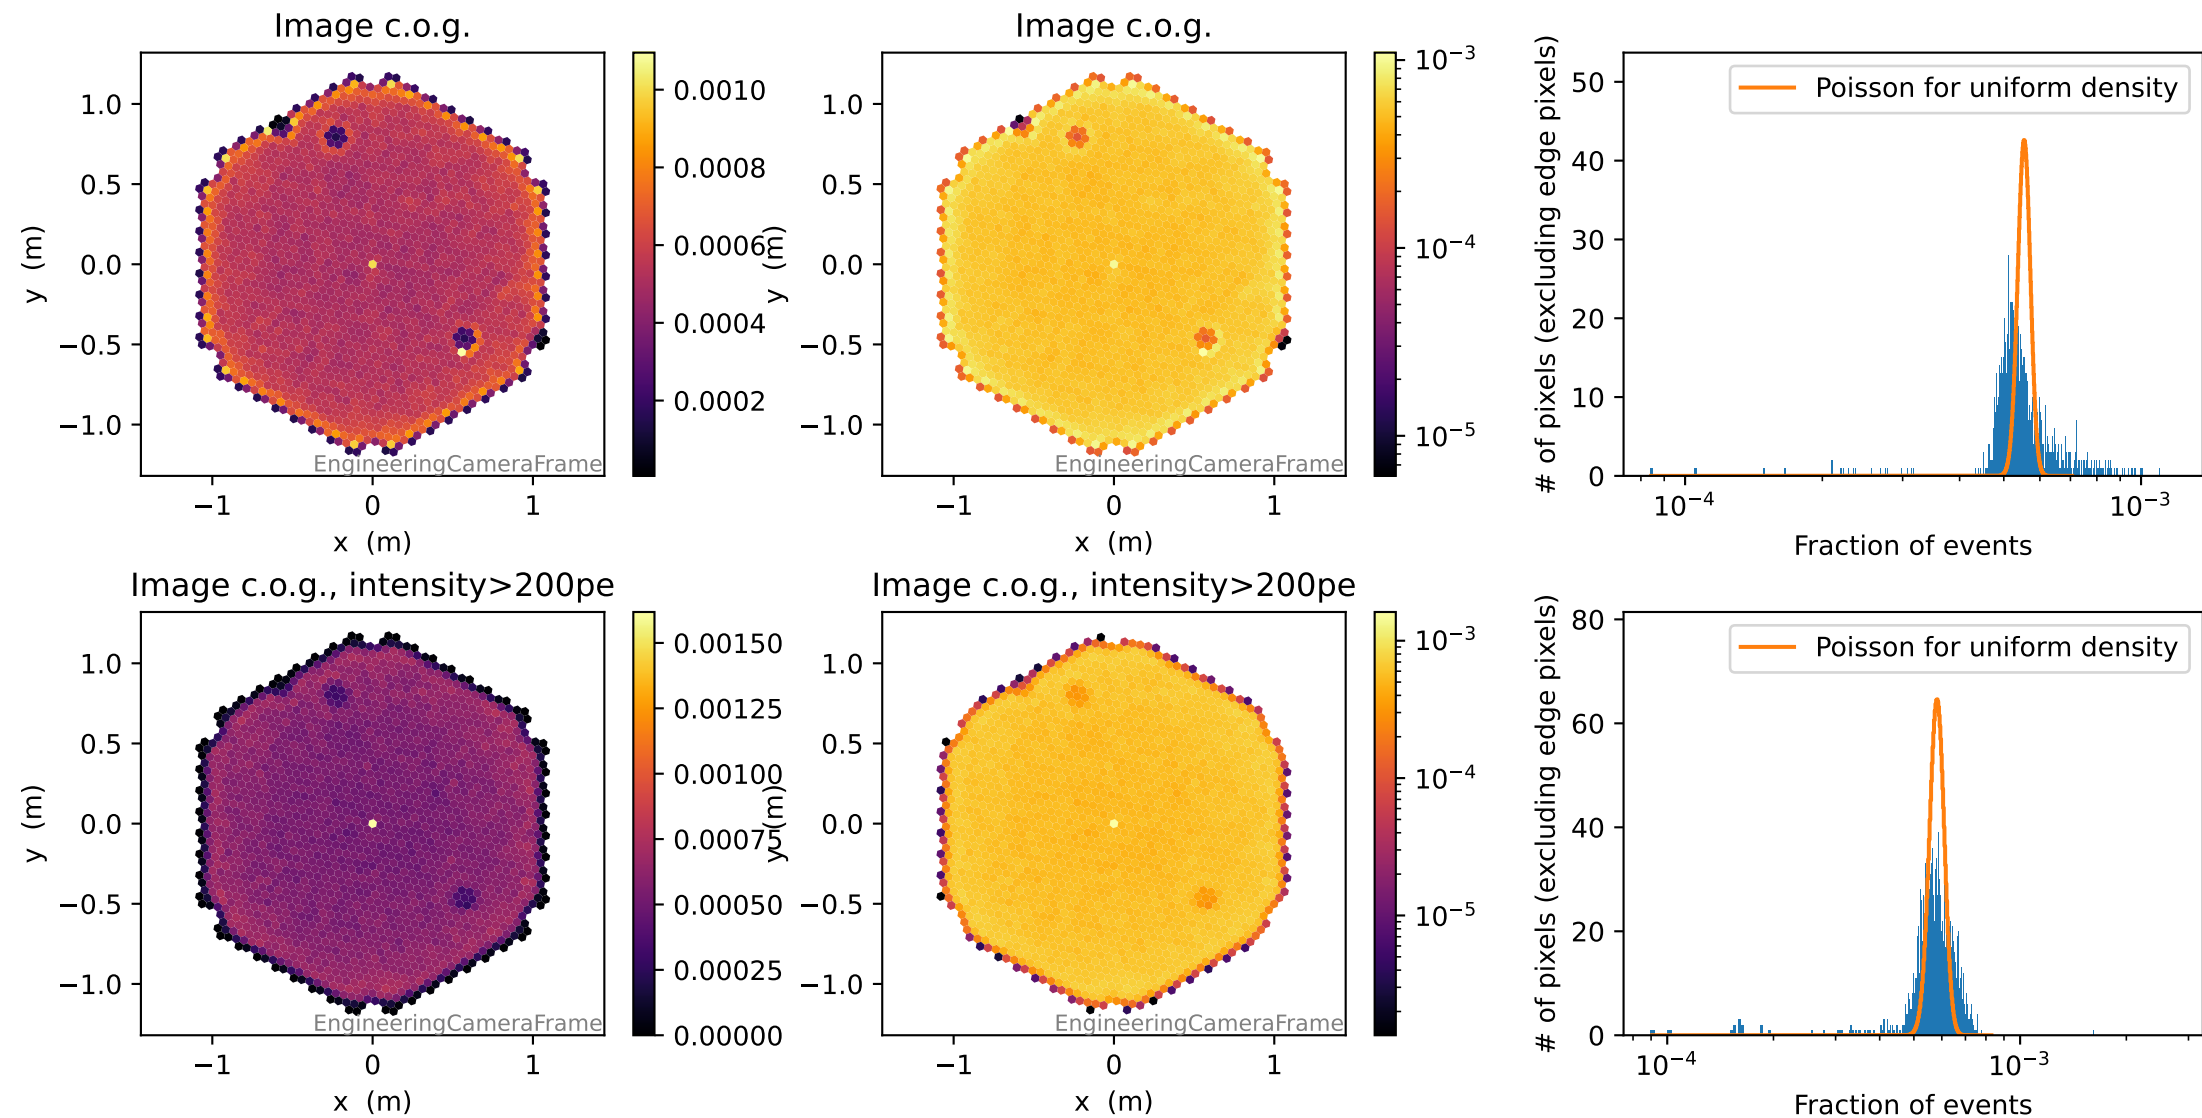 Image c.o.g.
y (m)
1.0
0.5
0.0
−0.5
−1.0
−1 0 1
x (m)
EngineeringCameraFrame
0.0010
0.0008
0.0006
0.0004
0.0002
Image c.o.g.
y (m)
1.0
0.5
0.0
−0.5
−1.0
−1 0 1
x (m)
EngineeringCameraFrame
10⁻³
10⁻⁴
10⁻⁵
# of pixels (excluding edge pixels)
50
40
30
20
10
0
Poisson for uniform density
10⁻⁴ 10⁻³
Fraction of events
Image c.o.g., intensity>200pe
y (m)
1.0
0.5
0.0
−0.5
−1.0
−1 0 1
x (m)
EngineeringCameraFrame
0.00150
0.00125
0.00100
0.00075
0.00050
0.00025
0.00000
Image c.o.g., intensity>200pe
y (m)
1.0
0.5
0.0
−0.5
−1.0
−1 0 1
x (m)
EngineeringCameraFrame
10⁻³
10⁻⁴
10⁻⁵
# of pixels (excluding edge pixels)
80
60
40
20
0
Poisson for uniform density
10⁻⁴ 10⁻³
Fraction of events